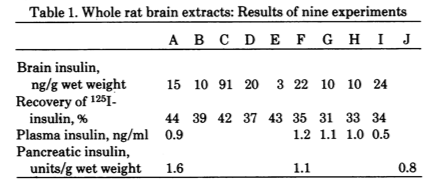 Table 1. Whole rat brain extracts: Results of nine experiments
A B C D E F G H I J
Brain insulin,
ng/g wet weight 15 10 91 20 3 22 10 10 24
Recovery of ¹²⁵I-
insulin, % 44 39 42 37 43 35 31 33 34
Plasma insulin, ng/ml 0.9 1.2 1.1 1.0 0.5
Pancreatic insulin,
units/g wet weight 1.6 1.1 0.8